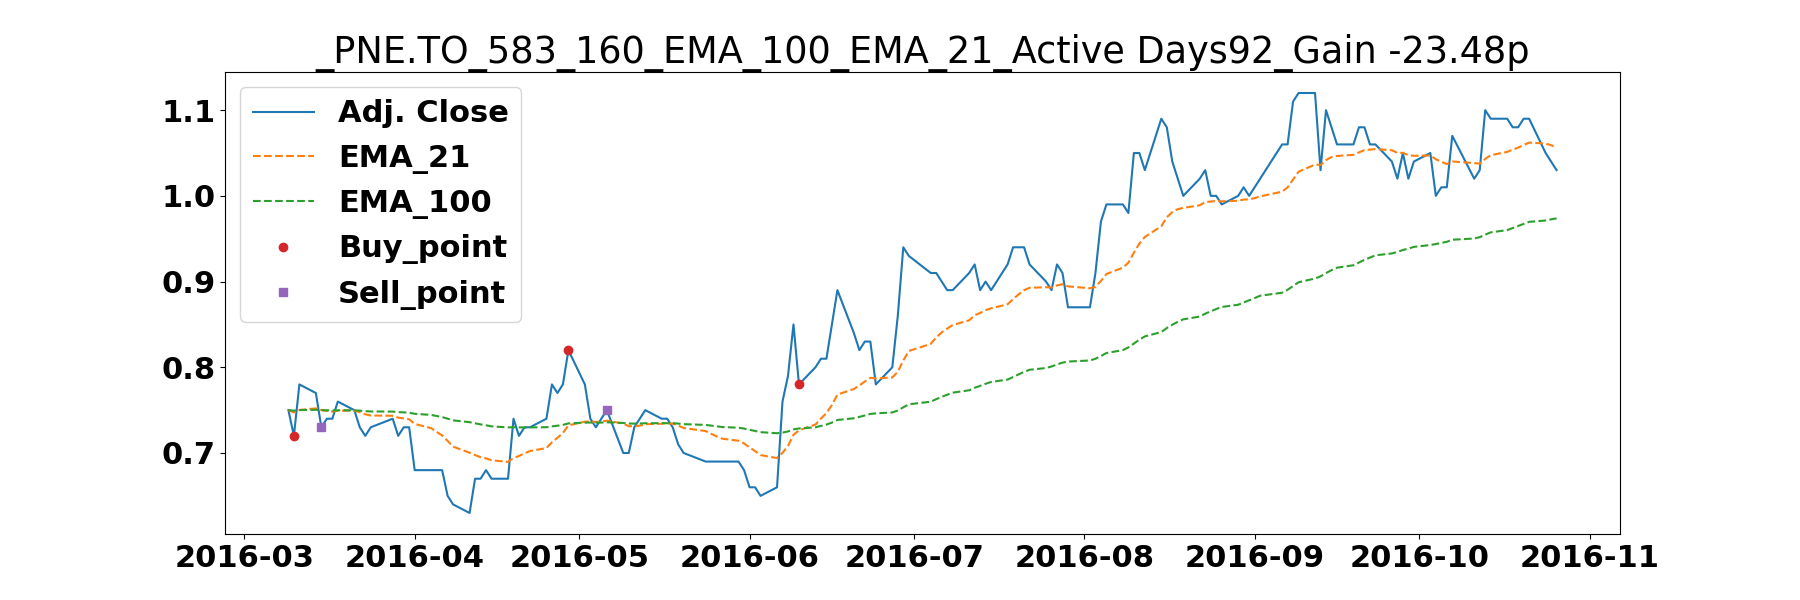 _PNE.TO_583_160_EMA_100_EMA_21_Active Days92_Gain -23.48p
Adj. Close
EMA_21
EMA_100
Buy_point
Sell_point
1.1
1.0
0.9
0.8
0.7
2016-03 2016-04 2016-05 2016-06 2016-07 2016-08 2016-09 2016-10 2016-11